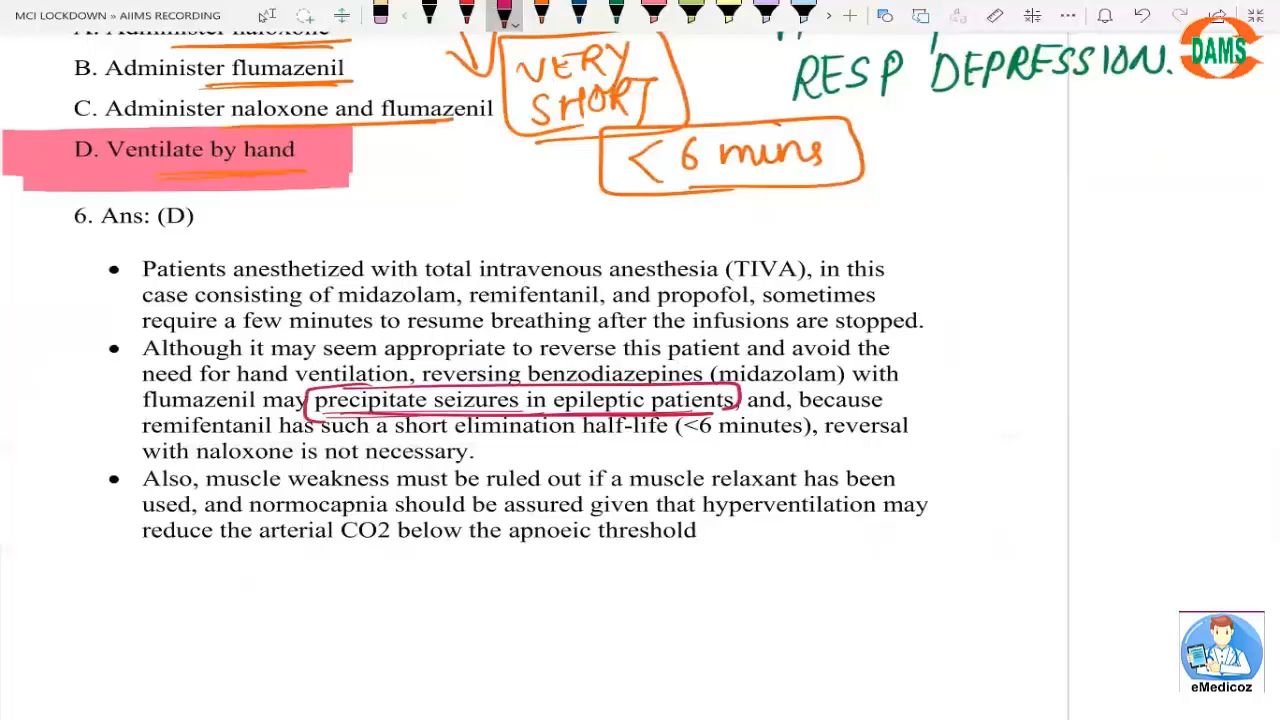 MCI LOCKDOWN » AIIMS RECORDING
A. Administer naloxone
B. Administer flumazenil
C. Administer naloxone and flumazenil
D. Ventilate by hand
VERY
SHORT
< 6 mins
RESP DEPRESSION.
DAMS
6. Ans: (D)
• Patients anesthetized with total intravenous anesthesia (TIVA), in this
case consisting of midazolam, remifentanil, and propofol, sometimes
require a few minutes to resume breathing after the infusions are stopped.
• Although it may seem appropriate to reverse this patient and avoid the
need for hand ventilation, reversing benzodiazepines (midazolam) with
flumazenil may precipitate seizures in epileptic patients, and, because
remifentanil has such a short elimination half-life (<6 minutes), reversal
with naloxone is not necessary.
• Also, muscle weakness must be ruled out if a muscle relaxant has been
used, and normocapnia should be assured given that hyperventilation may
reduce the arterial CO2 below the apnoeic threshold
eMedicoz